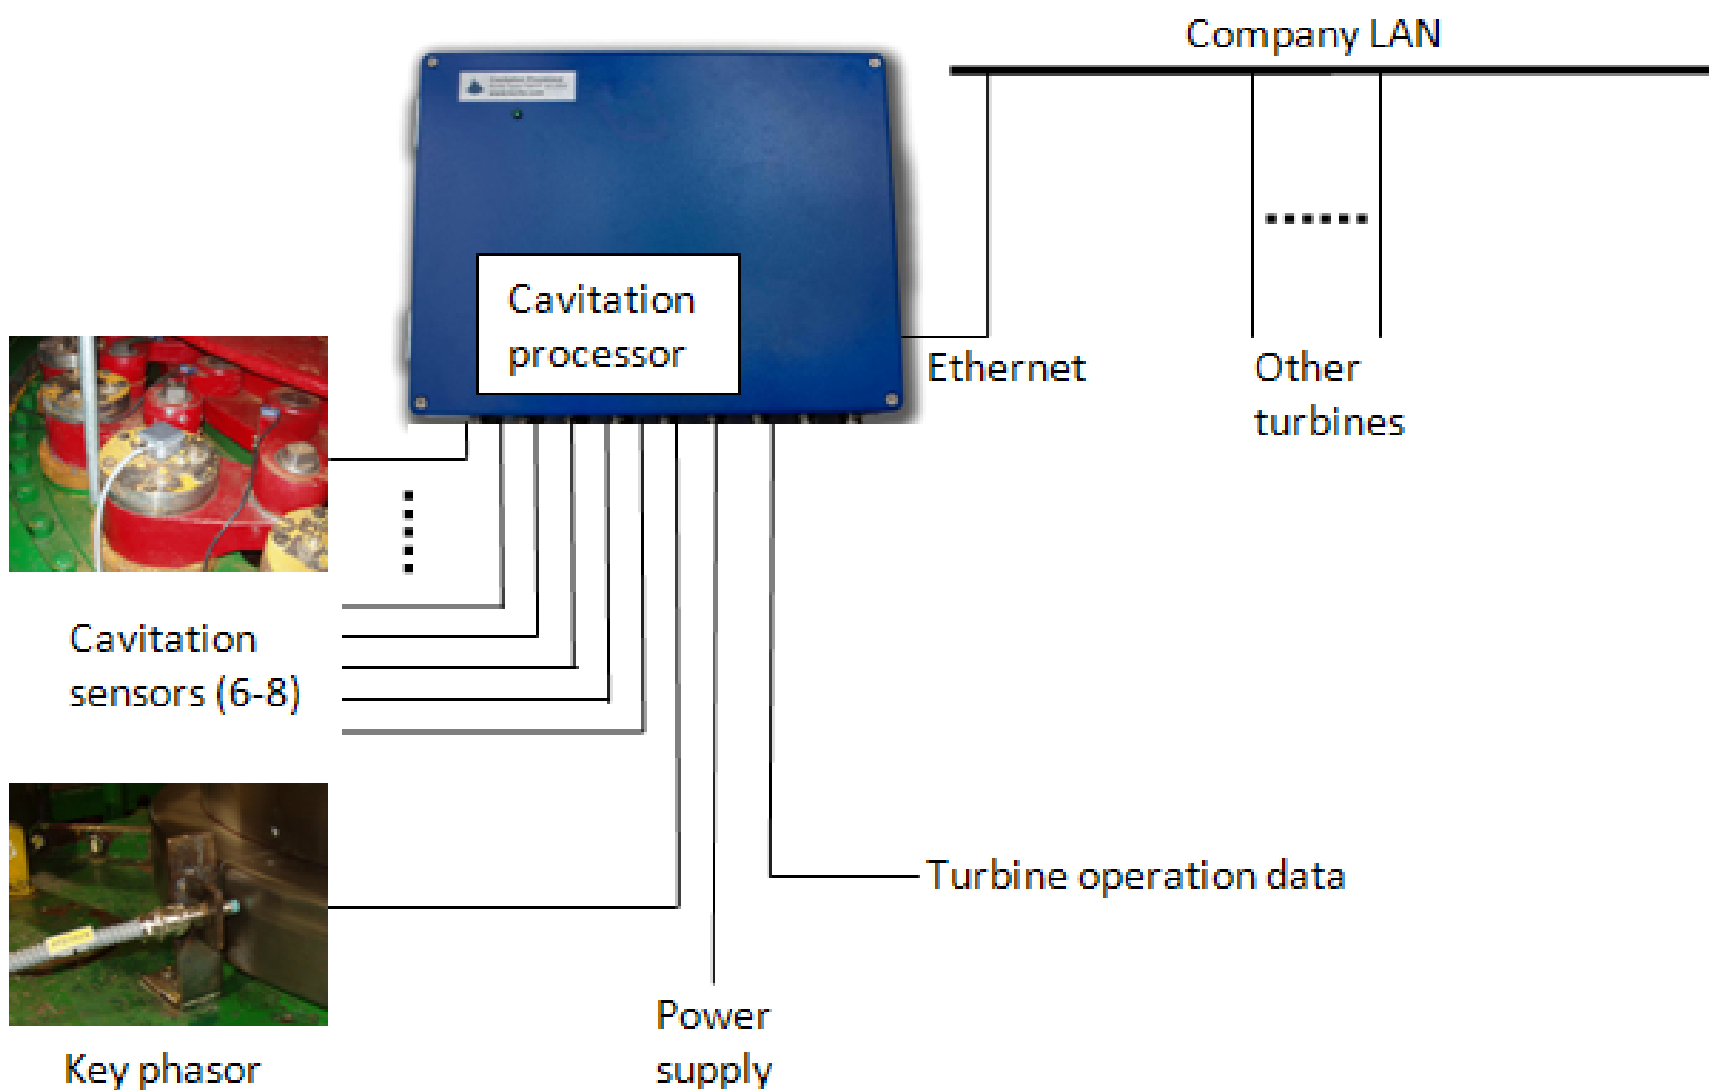 Company LAN
Cavitation
processor
Ethernet
Other
turbines
Cavitation
sensors (6-8)
Turbine operation data
Power
supply
Key phasor